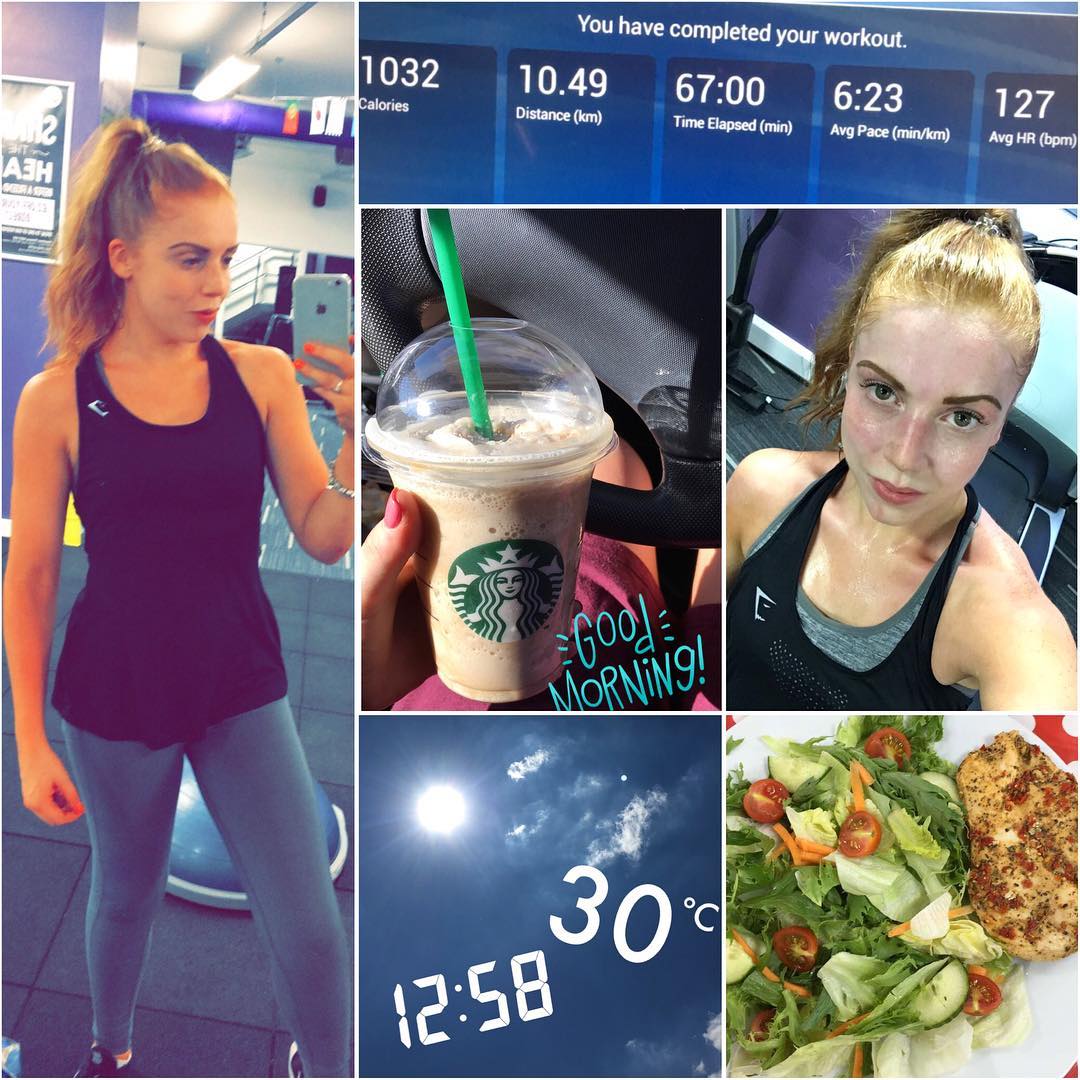 You have completed your workout.
1032
Calories
10.49
Distance (km)
67:00
Time Elapsed (min)
6:23
Avg Pace (min/km)
127
Avg HR (bpm)
HEA
GOOD
MORNiNG!
30°C
12:58